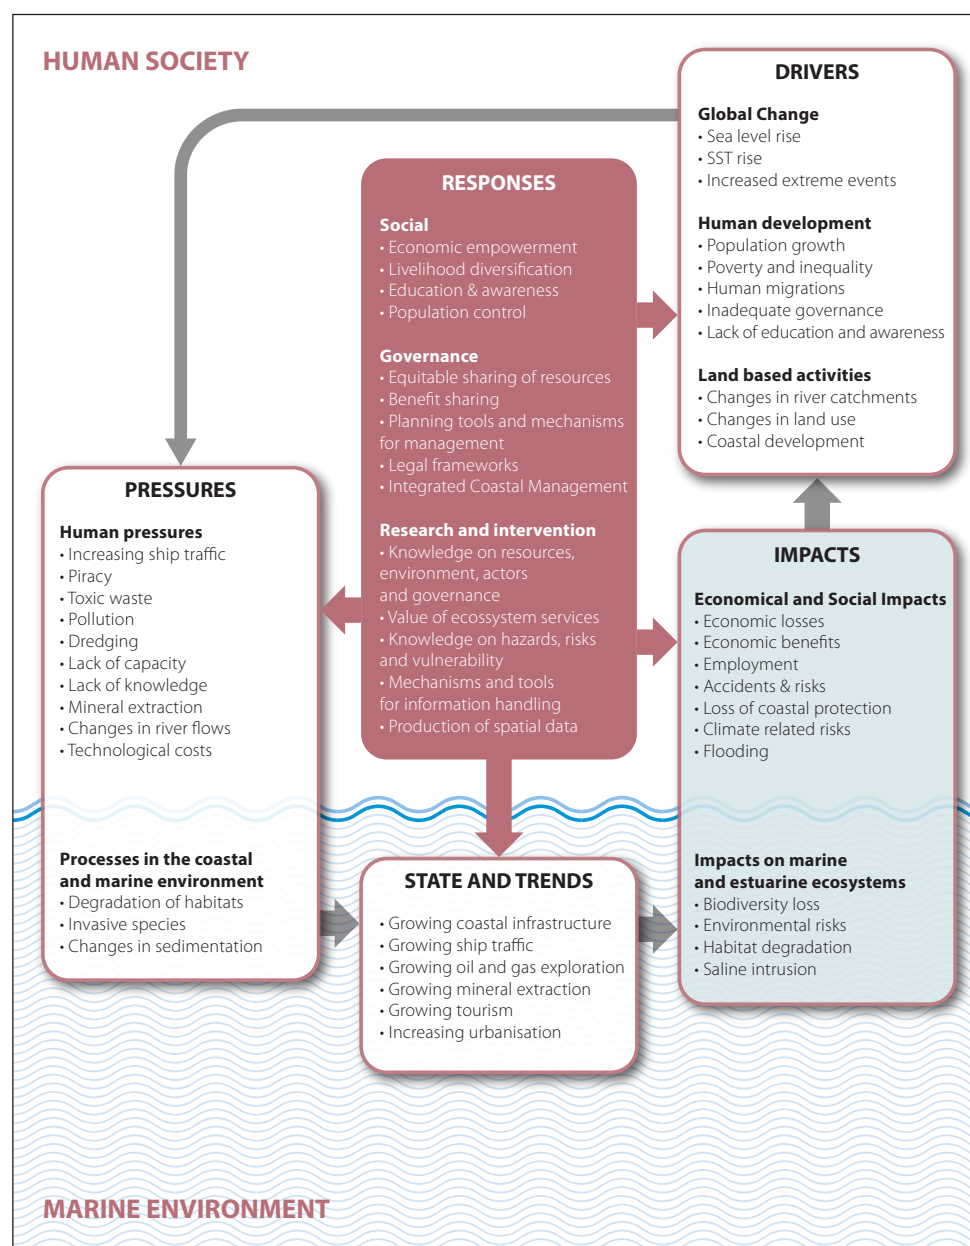 HUMAN SOCIETY
DRIVERS
Global Change
• Sea level rise
• SST rise
• Increased extreme events
Human development
• Population growth
• Poverty and inequality
• Human migrations
• Inadequate governance
• Lack of education and awareness
Land based activities
• Changes in river catchments
• Changes in land use
• Coastal development
RESPONSES
Social
• Economic empowerment
• Livelihood diversification
• Education & awareness
• Population control
Governance
• Equitable sharing of resources
• Benefit sharing
• Planning tools and mechanisms
for management
• Legal frameworks
• Integrated Coastal Management
Research and intervention
• Knowledge on resources,
environment, actors
and governance
• Value of ecossystem services
• Knowledge on hazards, risks
and vulnerability
• Mechanisms and tools
for information handling
• Production of spatial data
PRESSURES
Human pressures
• Increasing ship traffic
• Piracy
• Toxic waste
• Pollution
• Dredging
• Lack of capacity
• Lack of knowledge
• Mineral extraction
• Changes in river flows
• Technological costs
Processes in the coastal
and marine environment
• Degradation of habitats
• Invasive species
• Changes in sedimentation
STATE AND TRENDS
• Growing coastal infrastructure
• Growing ship traffic
• Growing oil and gas exploration
• Growing mineral extraction
• Growing tourism
• Increasing urbanisation
IMPACTS
Economical and Social Impacts
• Economic losses
• Economic benefits
• Employment
• Accidents & risks
• Loss of coastal protection
• Climate related risks
• Flooding
Impacts on marine
and estuarine ecosystems
• Biodiversity loss
• Environmental risks
• Habitat degradation
• Saline intrusion
MARINE ENVIRONMENT